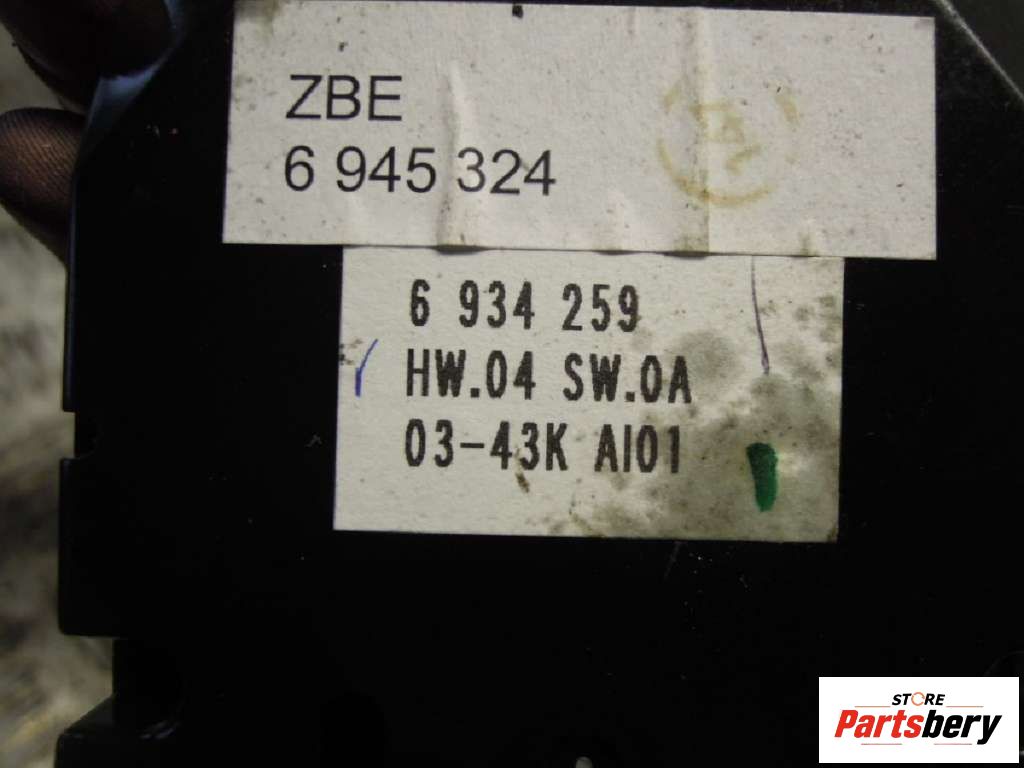 ZBE
6 945 324
6 934 259
HW.04 SW.0A
03-43K AI01
STORE
Partsbery